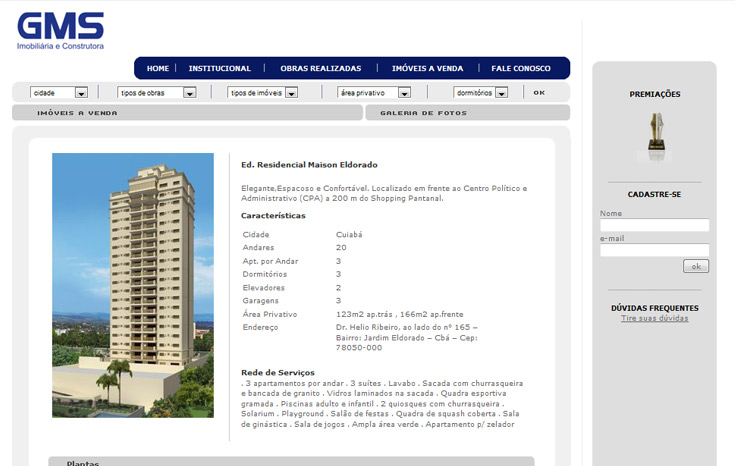 GMS
Imobiliária e Construtora
HOME | INSTITUCIONAL | OBRAS REALIZADAS | IMÓVEIS A VENDA | FALE CONOSCO
cidade
tipos de obras
tipos de imóveis
área privativo
dormitórios
OK
IMÓVEIS A VENDA
GALERIA DE FOTOS
Ed. Residencial Maison Eldorado
Elegante,Espacoso e Confortável. Localizado em frente ao Centro Político e
Administrativo (CPA) a 200 m do Shopping Pantanal.
Características
Cidade Cuiabá
Andares 20
Apt. por Andar 3
Dormitórios 3
Elevadores 2
Garagens 3
Área Privativo 123m2 ap.trás , 166m2 ap.frente
Endereço Dr. Helio Ribeiro, ao lado do nº 165 –
Bairro: Jardim Eldorado – Cbá – Cep:
78050-000
Rede de Serviços
. 3 apartamentos por andar . 3 suítes . Lavabo . Sacada com churrasqueira
e bancada de granito . Vidros laminados na sacada . Quadra esportiva
gramada . Piscinas adulto e infantil . 2 quiosques com churrasqueira .
Solarium . Playground . Salão de festas . Quadra de squash coberta . Sala
de ginástica . Sala de jogos . Ampla área verde . Apartamento p/ zelador
Plantas
PREMIAÇÕES
CADASTRE-SE
Nome
e-mail
ok
DÚVIDAS FREQUENTES
Tire suas dúvidas